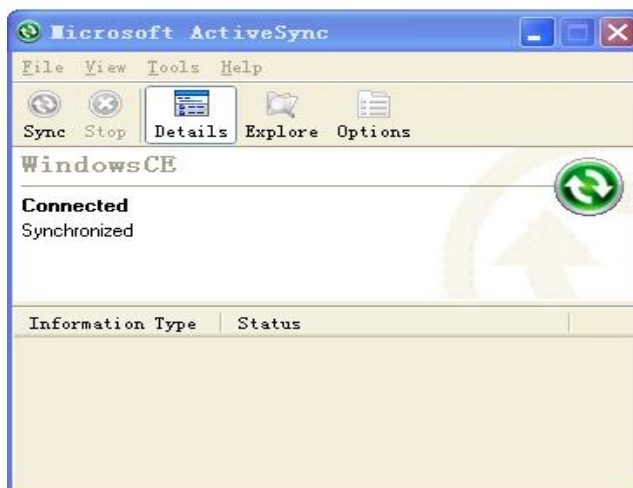 Microsoft ActiveSync
File View Tools Help
Sync Stop Details Explore Options
WindowsCE
Connected
Synchronized
Information Type Status